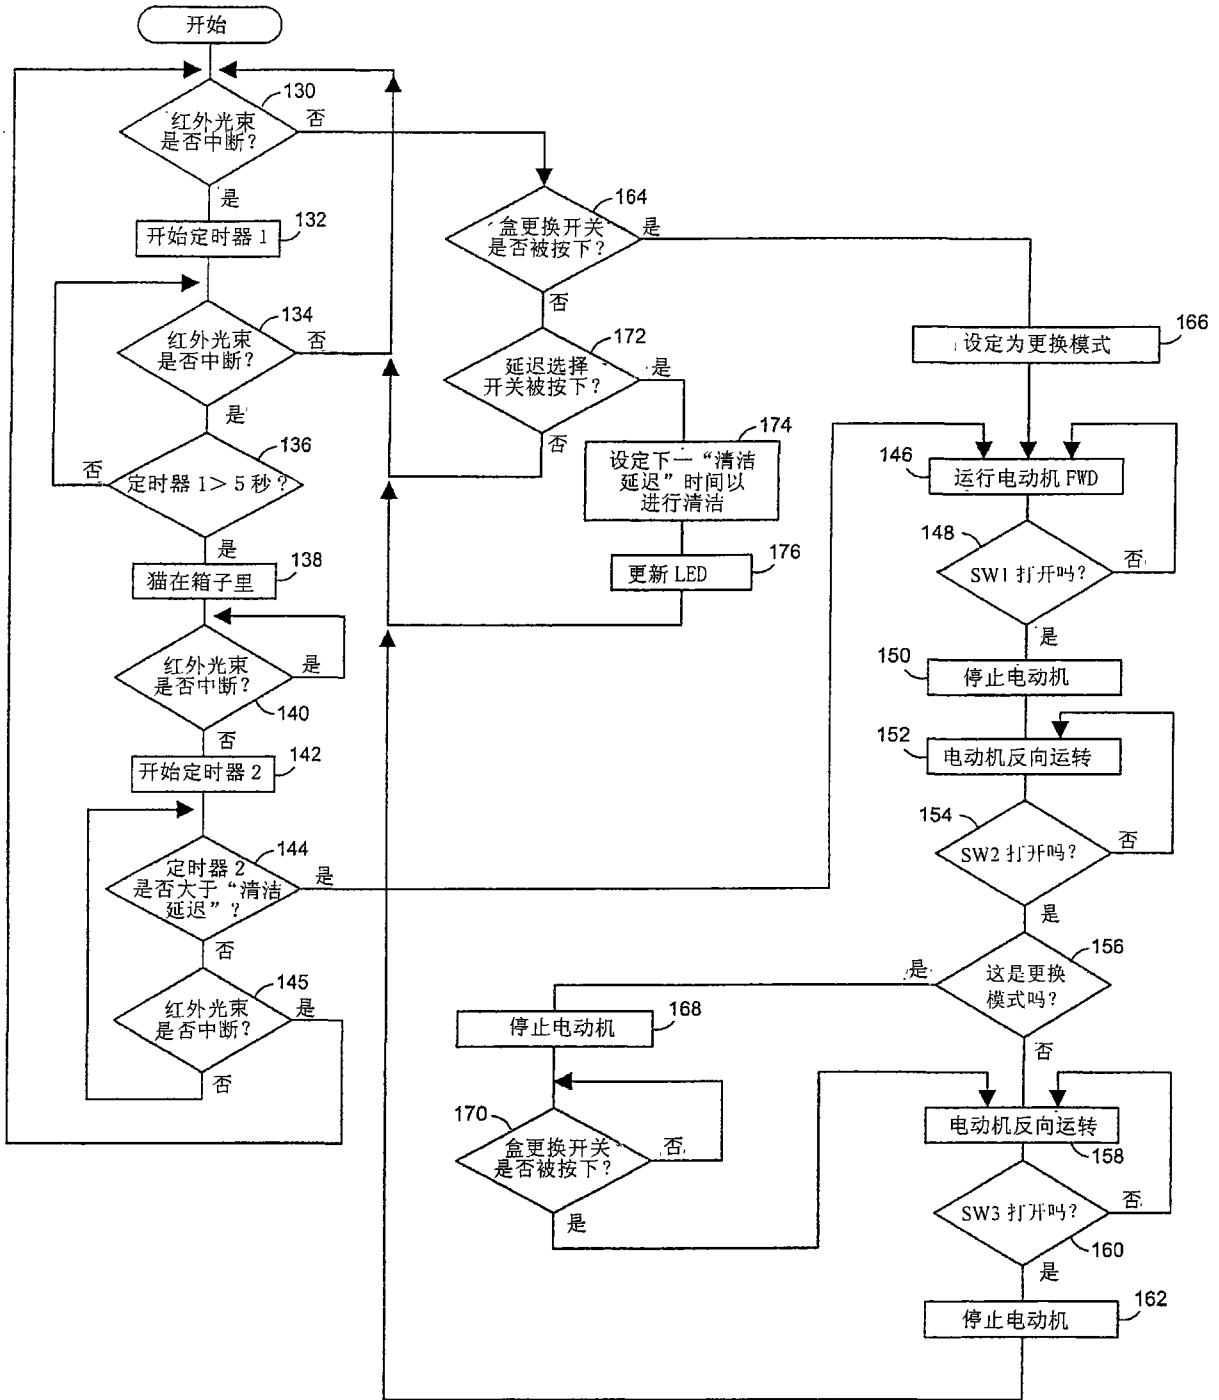 开始
130
红外光束
是否中断?
否
是
132
开始定时器 1
134
红外光束
是否中断?
否
是
136
定时器 1＞5 秒?
否
是
138
猫在箱子里
红外光束
是否中断?
是
140
否
142
开始定时器 2
144
定时器 2
是否大于“清洁
延迟”?
是
否
145
红外光束
是否中断?
是
否
164
盒更换开关
是否被按下?
是
否
172
延迟选择
开关被按下?
是
否
174
设定下一“清洁
延迟”时间以
进行清洁
176
更新 LED
166
设定为更换模式
146
运行电动机 FWD
148
SW1 打开吗?
否
是
150
停止电动机
152
电动机反向运转
154
SW2 打开吗?
否
是
156
这是更换
模式吗?
是
否
168
停止电动机
170
盒更换开关
是否被按下?
否
是
电动机反向运转
158
SW3 打开吗?
否
160
是
162
停止电动机